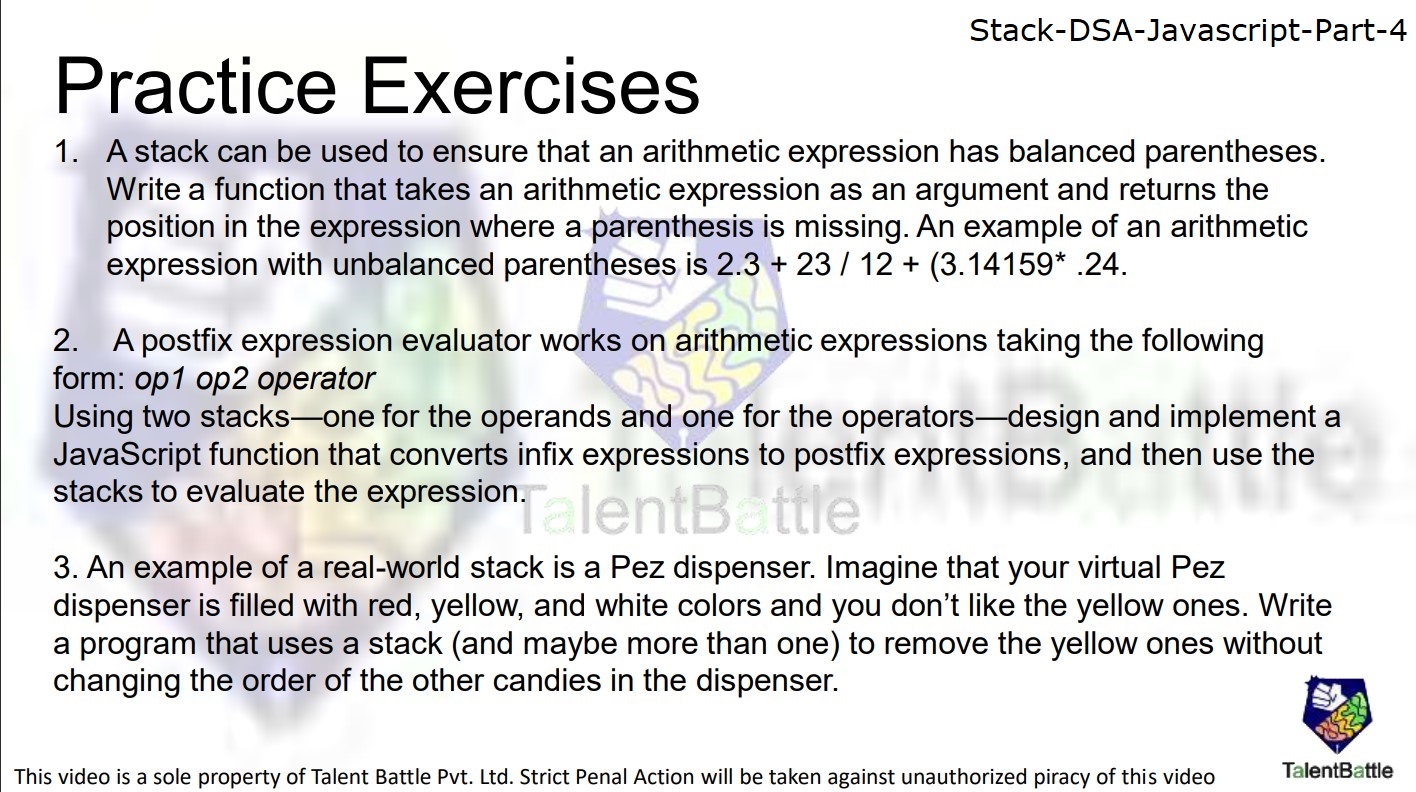 Stack-DSA-Javascript-Part-4
Practice Exercises
1. A stack can be used to ensure that an arithmetic expression has balanced parentheses.
Write a function that takes an arithmetic expression as an argument and returns the
position in the expression where a parenthesis is missing. An example of an arithmetic
expression with unbalanced parentheses is 2.3 + 23 / 12 + (3.14159* .24.
2. A postfix expression evaluator works on arithmetic expressions taking the following
form: op1 op2 operator
Using two stacks—one for the operands and one for the operators—design and implement a
JavaScript function that converts infix expressions to postfix expressions, and then use the
stacks to evaluate the expression.
TalentBattle
3. An example of a real-world stack is a Pez dispenser. Imagine that your virtual Pez
dispenser is filled with red, yellow, and white colors and you don’t like the yellow ones. Write
a program that uses a stack (and maybe more than one) to remove the yellow ones without
changing the order of the other candies in the dispenser.
This video is a sole property of Talent Battle Pvt. Ltd. Strict Penal Action will be taken against unauthorized piracy of this video
TalentBattle